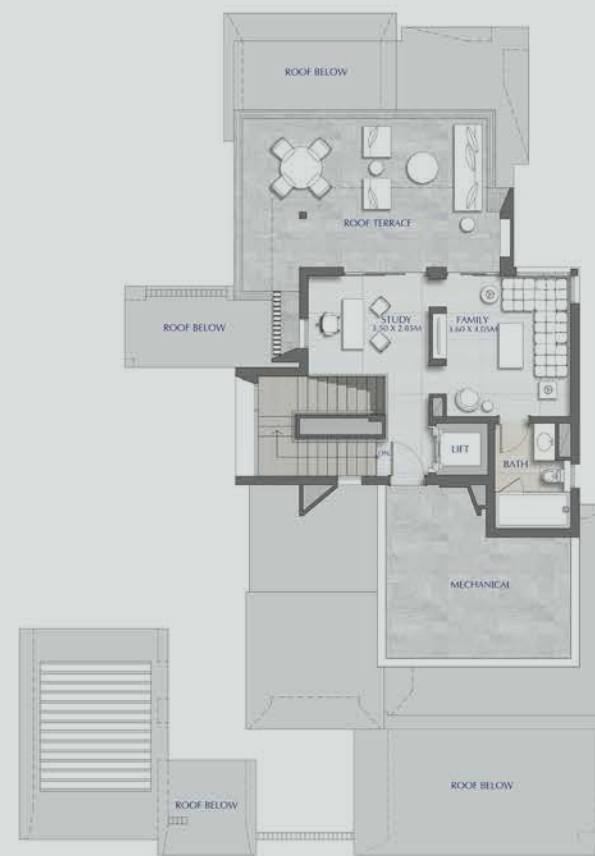 ROOF BELOW
ROOF TERRACE
ROOF BELOW
STUDY
3.50 X 2.85M
FAMILY
3.60 X 4.05M
LIFT
BATH
MECHANICAL
ROOF BELOW
ROOF BELOW